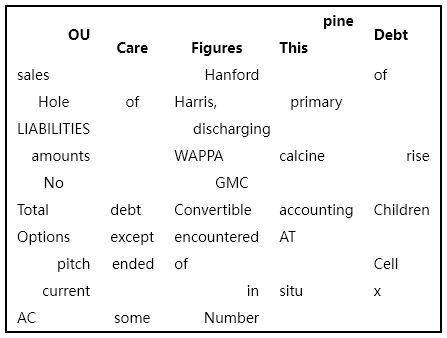 OU Care Figures pine This Debt
sales Hanford of
Hole of Harris, primary
LIABILITIES discharging
amounts WAPPA calcine rise
No GMC
Total debt Convertible accounting Children
Options except encountered AT
pitch ended of Cell
current in situ x
AC some Number